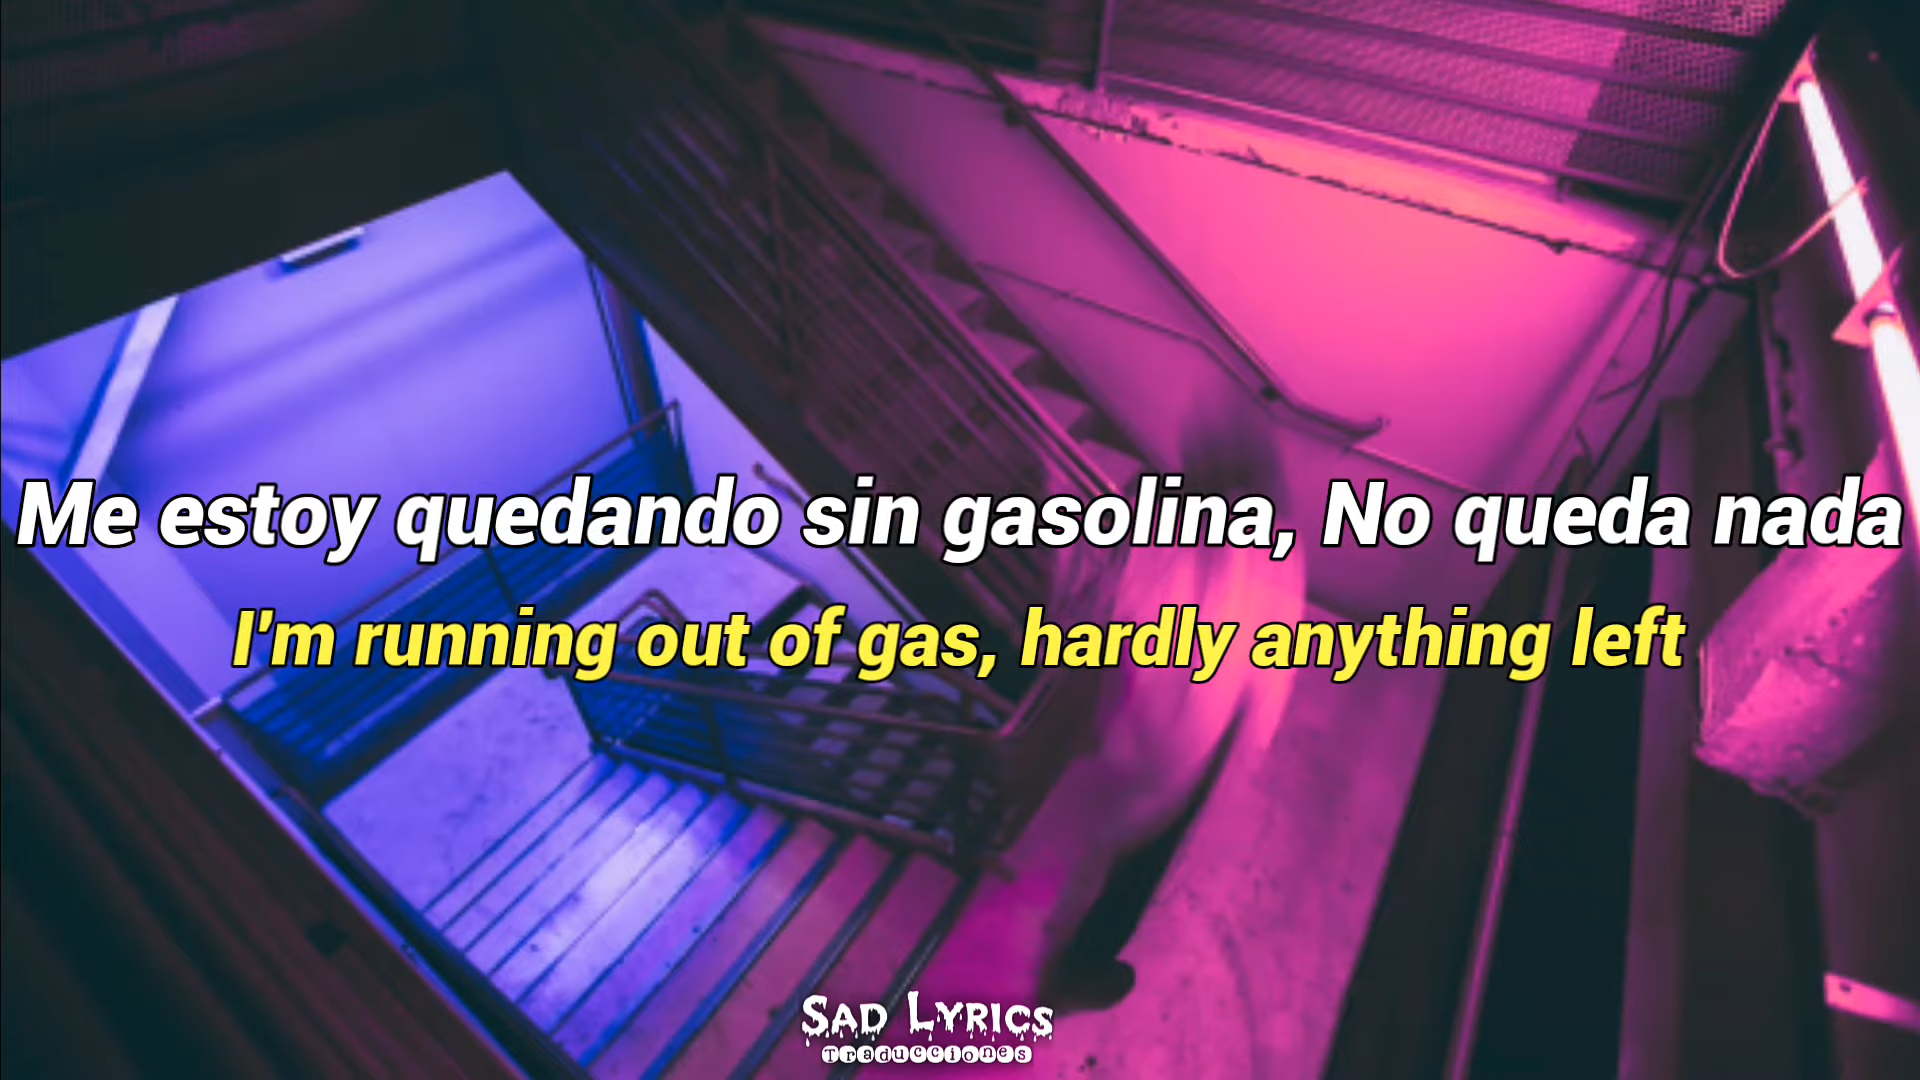 Me estoy quedando sin gasolina, No queda nada
I'm running out of gas, hardly anything left
Sad Lyrics
Traducciones